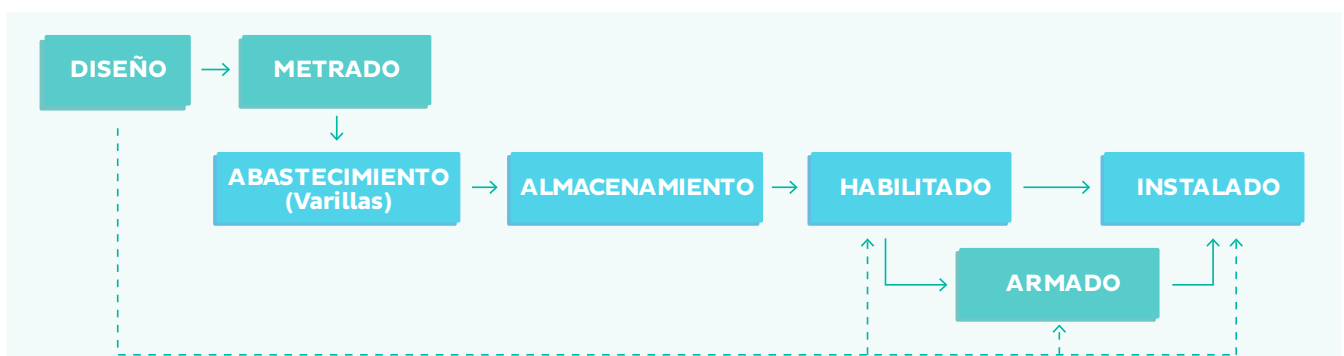 DISEÑO
METRADO
ABASTECIMIENTO
(Varillas)
ALMACENAMIENTO
HABILITADO
INSTALADO
ARMADO